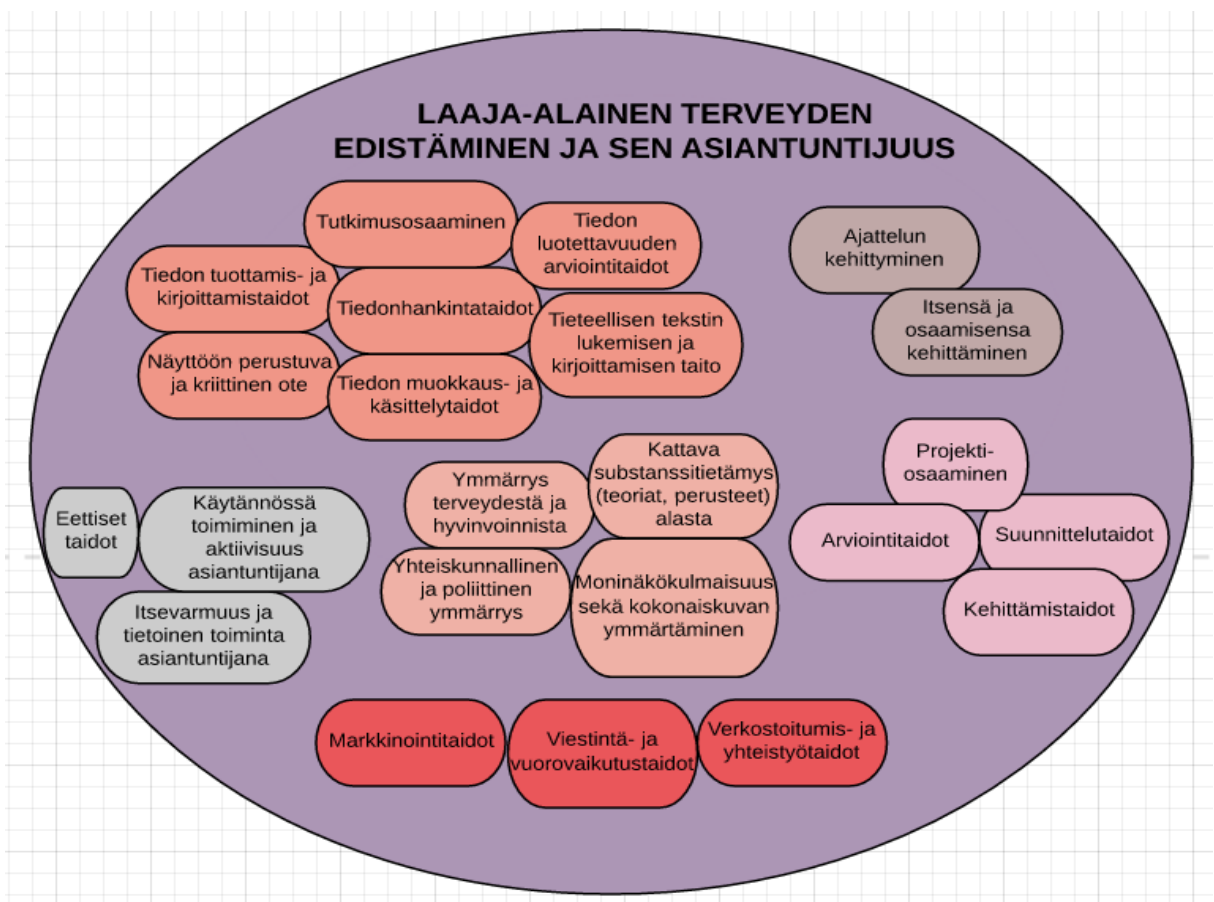 LAAJA-ALAINEN TERVEYDEN
EDISTÄMINEN JA SEN ASIANTUNTIJUUS
Tutkimusosaaminen
Tiedon
luotettavuuden
arviointitaidot
Tiedon tuottamis- ja
kirjoittamistaidot
Tiedonhankintataidot
Tieteellisen tekstin
lukemisen ja
kirjoittamisen taito
Näyttöön perustuva
ja kriittinen ote
Tiedon muokkaus- ja
käsittelytaidot
Ajattelun
kehittyminen
Itsensä ja
osaamisensa
kehittäminen
Eettiset
taidot
Käytännössä
toimiminen ja
aktiivisuus
asiantuntijana
Itsevarmuus ja
tietoinen toiminta
asiantuntijana
Ymmärrys
terveydestä ja
hyvinvoinnista
Kattava
substanssitietämys
(teoriat, perusteet)
alasta
Yhteiskunnallinen
ja poliittinen
ymmärrys
Moninäkökulmaisuus
sekä kokonaiskuvan
ymmärtäminen
Projekti-
osaaminen
Arviointitaidot
Suunnittelutaidot
Kehittämistaidot
Markkinointitaidot
Viestintä- ja
vuorovaikutustaidot
Verkostoitumis- ja
yhteistyötaidot